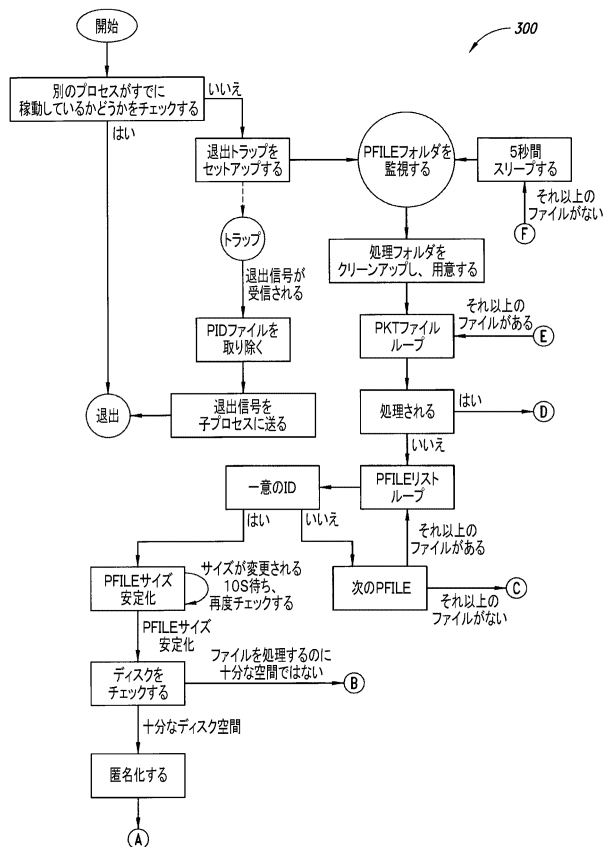 開始
300
別のプロセスがすでに
稼動しているかどうかをチェックする
いいえ
はい
退出トラップを
セットアップする
PFILEフォルダを
監視する
5秒間
スリープする
それ以上の
ファイルがない
F
トラップ
処理フォルダを
クリーンアップし、用意する
退出信号が
受信される
それ以上の
ファイルがある
PIDファイルを
取り除く
PKTファイル
ループ
E
退出
退出信号を
子プロセスに送る
処理される
はい
D
いいえ
一意のID
PFILEリスト
ループ
はい
いいえ
それ以上の
ファイルがある
PFILEサイズ
安定化
サイズが変更される
10S待ち、
再度チェックする
次のPFILE
C
それ以上の
ファイルがない
PFILEサイズ
安定化
ファイルを処理するのに
十分な空間ではない
ディスクを
チェックする
B
十分なディスク空間
匿名化する
A